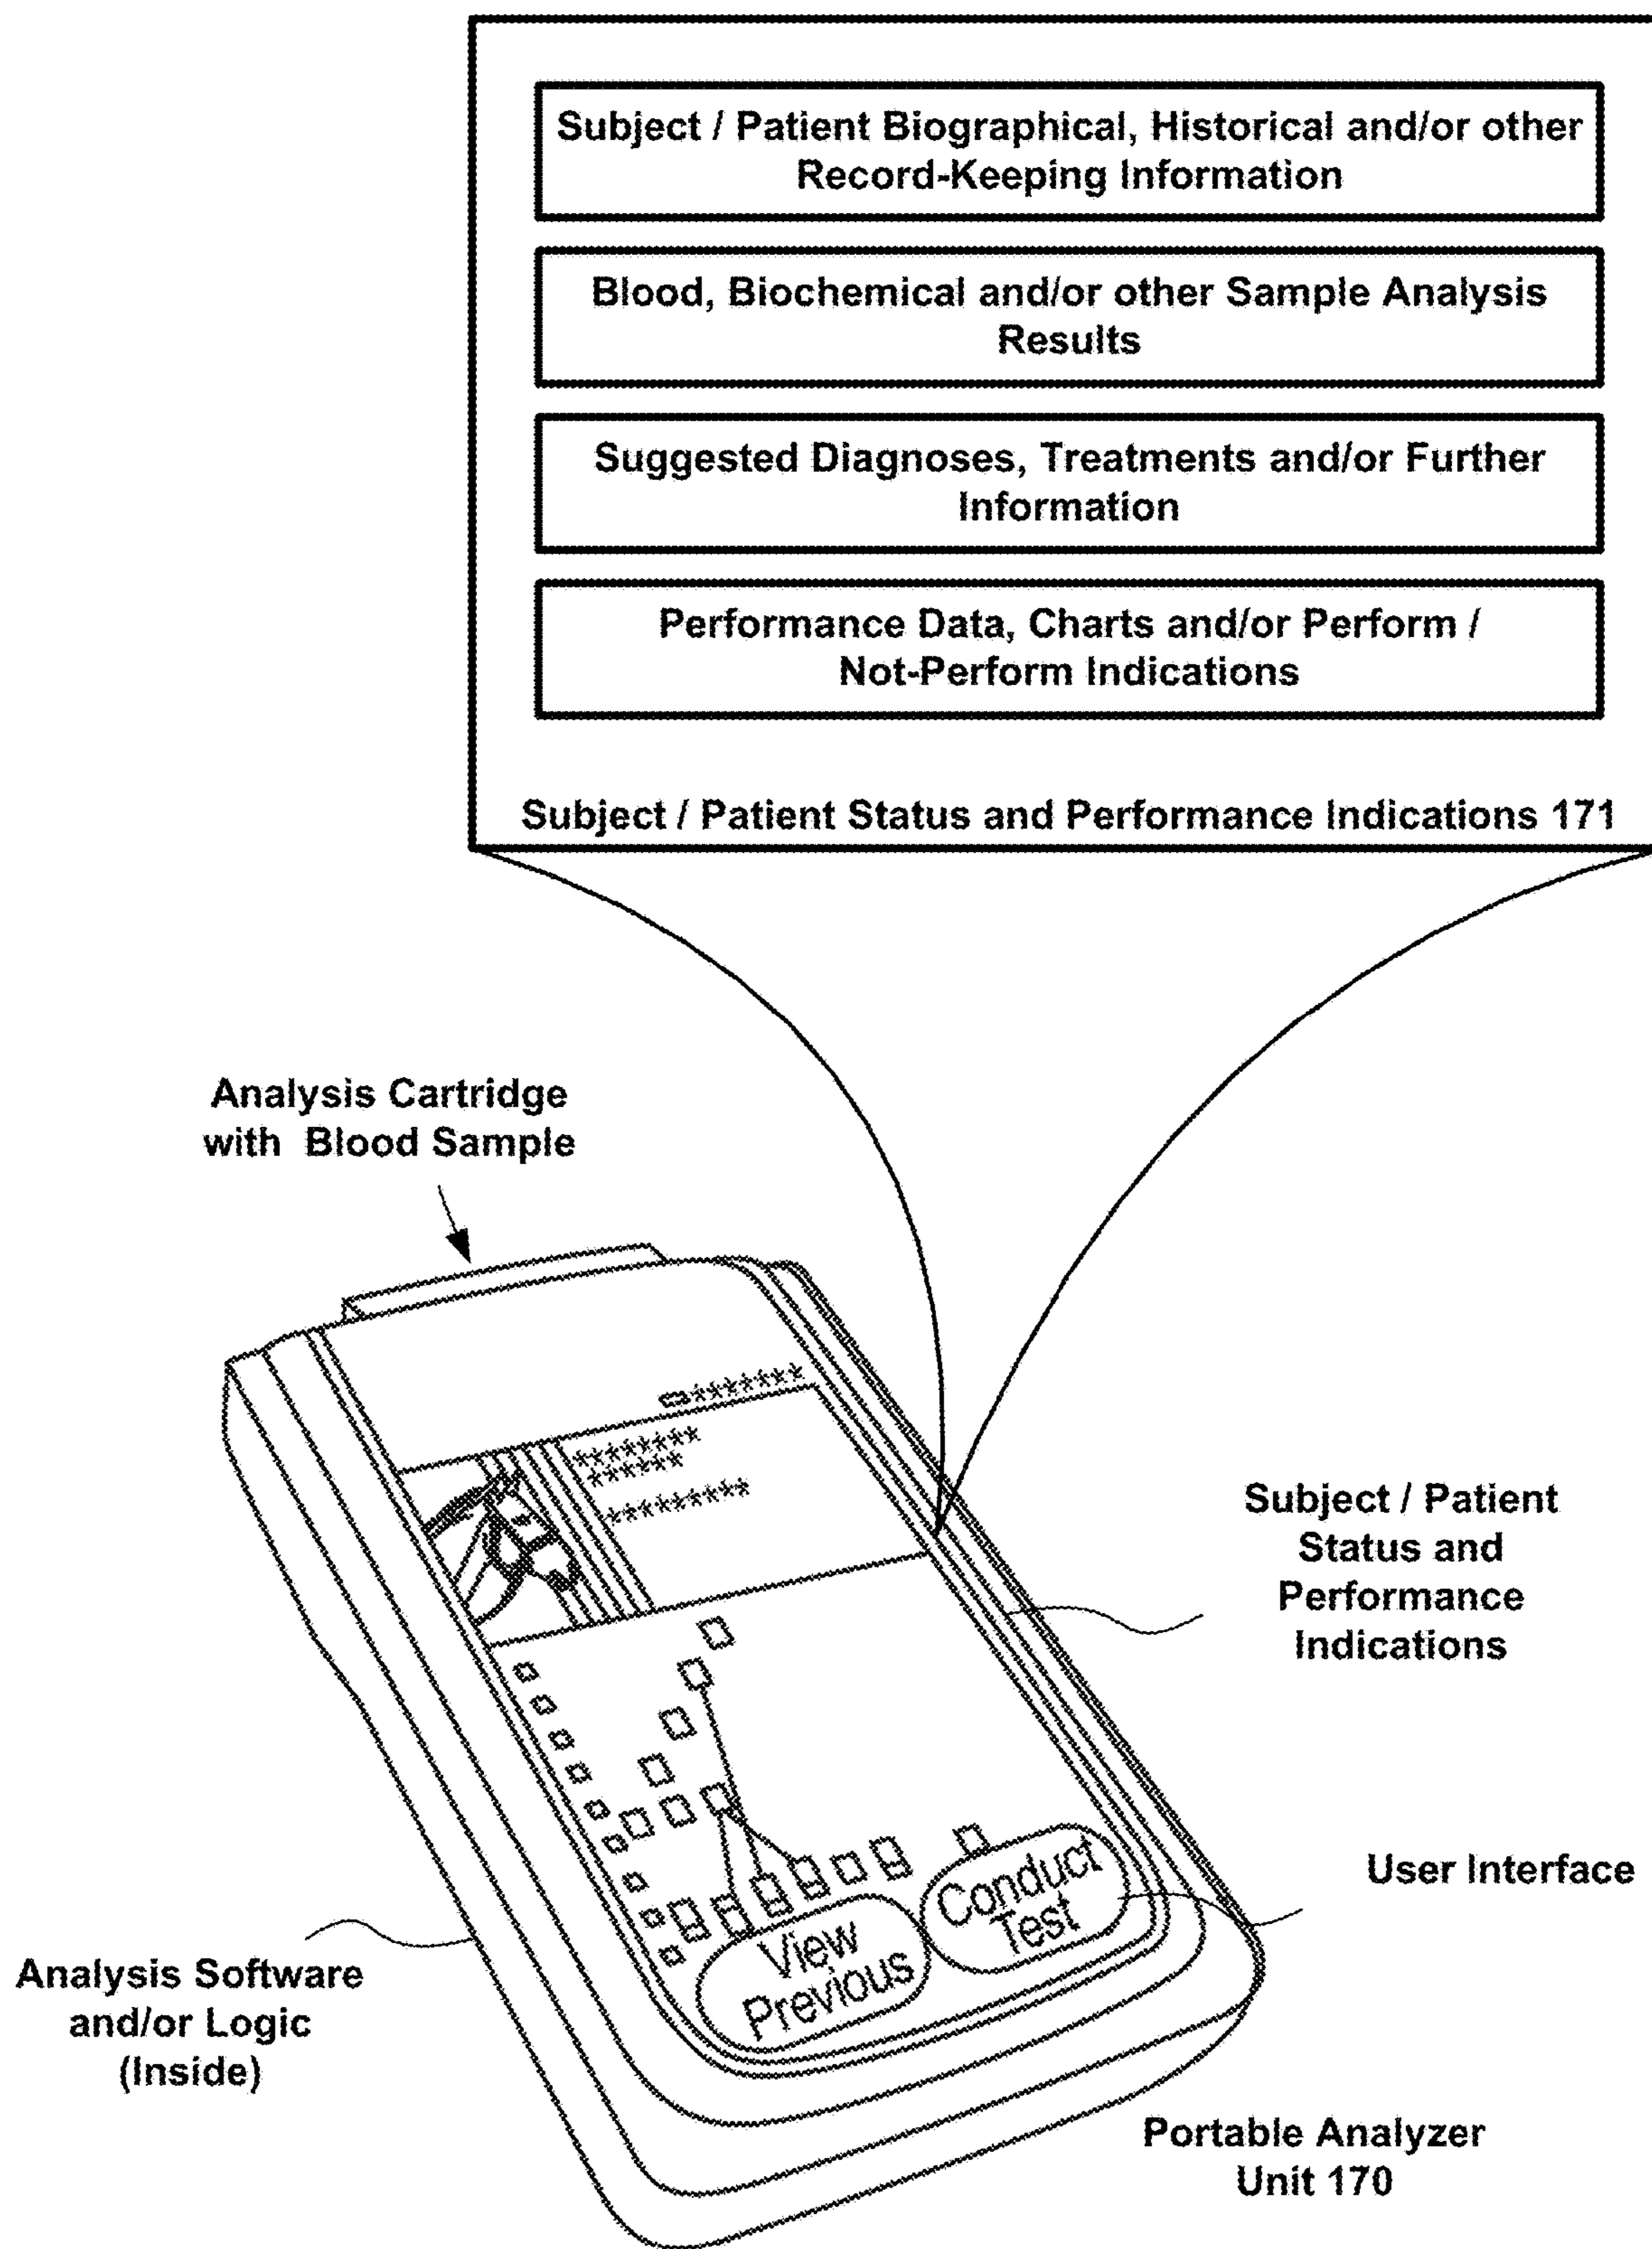 Subject / Patient Biographical, Historical and/or other
Record-Keeping Information
Blood, Biochemical and/or other Sample Analysis
Results
Suggested Diagnoses, Treatments and/or Further
Information
Performance Data, Charts and/or Perform /
Not-Perform Indications
Subject / Patient Status and Performance Indications 171
Analysis Cartridge
with Blood Sample
*******
********
******
*********
Subject / Patient
Status and
Performance
Indications
Conduct
Test
User Interface
View
Previous
Analysis Software
and/or Logic
(Inside)
Portable Analyzer
Unit 170